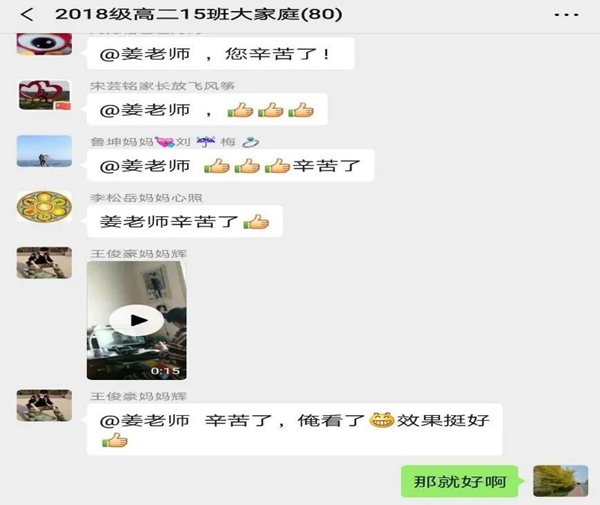 2018级高二15班大家庭(80)
@姜老师，您辛苦了！
宋芸铭家长放飞风筝
@姜老师 ，👍👍👍
鲁坤妈妈💘刘☔梅💍
@姜老师 👍👍👍辛苦了
李松岳妈妈心照
姜老师辛苦了👍
王俊豪妈妈辉
0:15
王俊豪妈妈辉
@姜老师 辛苦了，俺看了😁效果挺好
👍
那就好啊